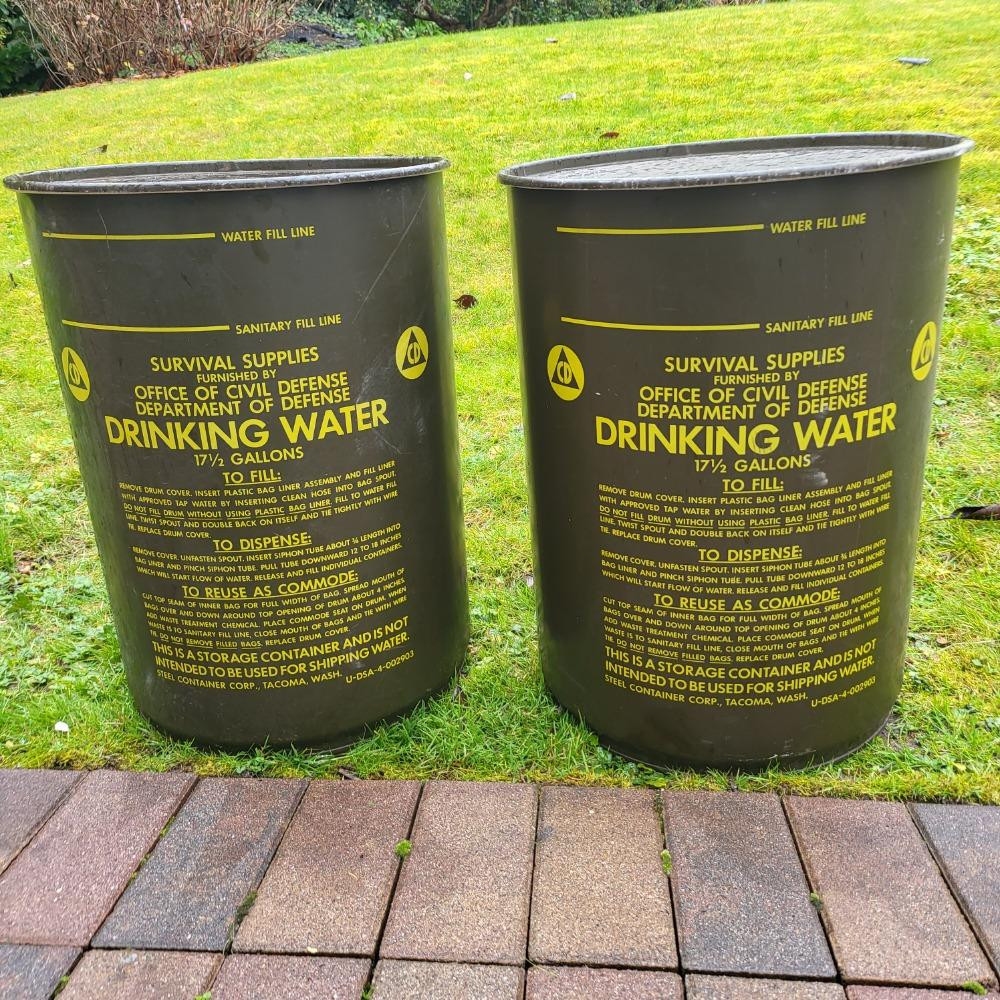 WATER FILL LINE
SANITARY FILL LINE
CD
CD
SURVIVAL SUPPLIES
FURNISHED BY
OFFICE OF CIVIL DEFENSE
DEPARTMENT OF DEFENSE
DRINKING WATER
17½ GALLONS
TO FILL:
REMOVE DRUM COVER. INSERT PLASTIC BAG LINER ASSEMBLY AND FILL LINER
WITH APPROVED TAP WATER BY INSERTING CLEAN HOSE INTO BAG SPOUT.
DO NOT FILL DRUM WITHOUT USING PLASTIC BAG LINER. FILL TO WATER FILL
LINE. TWIST SPOUT AND DOUBLE BACK ON ITSELF AND TIE TIGHTLY WITH WIRE
TIE. REPLACE DRUM COVER.
TO DISPENSE:
REMOVE COVER. UNFASTEN SPOUT. INSERT SIPHON TUBE ABOUT ¾ LENGTH INTO
BAG LINER AND PINCH SIPHON TUBE. PULL TUBE DOWNWARD 12 TO 18 INCHES
WHICH WILL START FLOW OF WATER. RELEASE AND FILL INDIVIDUAL CONTAINERS.
TO REUSE AS COMMODE:
CUT TOP SEAM OF INNER BAG FOR FULL WIDTH OF BAG. SPREAD MOUTH OF
BAGS OVER AND DOWN AROUND TOP OPENING OF DRUM ABOUT 4 INCHES.
ADD WASTE TREATMENT CHEMICAL. PLACE COMMODE SEAT ON DRUM. WHEN
WASTE IS TO SANITARY FILL LINE, CLOSE MOUTH OF BAGS AND TIE WITH WIRE
TIE. DO NOT REMOVE FILLED BAGS. REPLACE DRUM COVER.
THIS IS A STORAGE CONTAINER AND IS NOT
INTENDED TO BE USED FOR SHIPPING WATER.
STEEL CONTAINER CORP., TACOMA, WASH. U-DSA-4-002903
WATER FILL LINE
SANITARY FILL LINE
CD
CD
SURVIVAL SUPPLIES
FURNISHED BY
OFFICE OF CIVIL DEFENSE
DEPARTMENT OF DEFENSE
DRINKING WATER
17½ GALLONS
TO FILL:
REMOVE DRUM COVER. INSERT PLASTIC BAG LINER ASSEMBLY AND FILL LINER
WITH APPROVED TAP WATER BY INSERTING CLEAN HOSE INTO BAG SPOUT.
DO NOT FILL DRUM WITHOUT USING PLASTIC BAG LINER. FILL TO WATER FILL
LINE. TWIST SPOUT AND DOUBLE BACK ON ITSELF AND TIE TIGHTLY WITH WIRE
TIE. REPLACE DRUM COVER.
TO DISPENSE:
REMOVE COVER. UNFASTEN SPOUT. INSERT SIPHON TUBE ABOUT ¾ LENGTH INTO
BAG LINER AND PINCH SIPHON TUBE. PULL TUBE DOWNWARD 12 TO 18 INCHES
WHICH WILL START FLOW OF WATER. RELEASE AND FILL INDIVIDUAL CONTAINERS.
TO REUSE AS COMMODE:
CUT TOP SEAM OF INNER BAG FOR FULL WIDTH OF BAG. SPREAD MOUTH OF
BAGS OVER AND DOWN AROUND TOP OPENING OF DRUM ABOUT 4 INCHES.
ADD WASTE TREATMENT CHEMICAL. PLACE COMMODE SEAT ON DRUM. WHEN
WASTE IS TO SANITARY FILL LINE, CLOSE MOUTH OF BAGS AND TIE WITH WIRE
TIE. DO NOT REMOVE FILLED BAGS. REPLACE DRUM COVER.
THIS IS A STORAGE CONTAINER AND IS NOT
INTENDED TO BE USED FOR SHIPPING WATER.
STEEL CONTAINER CORP., TACOMA, WASH. U-DSA-4-002903